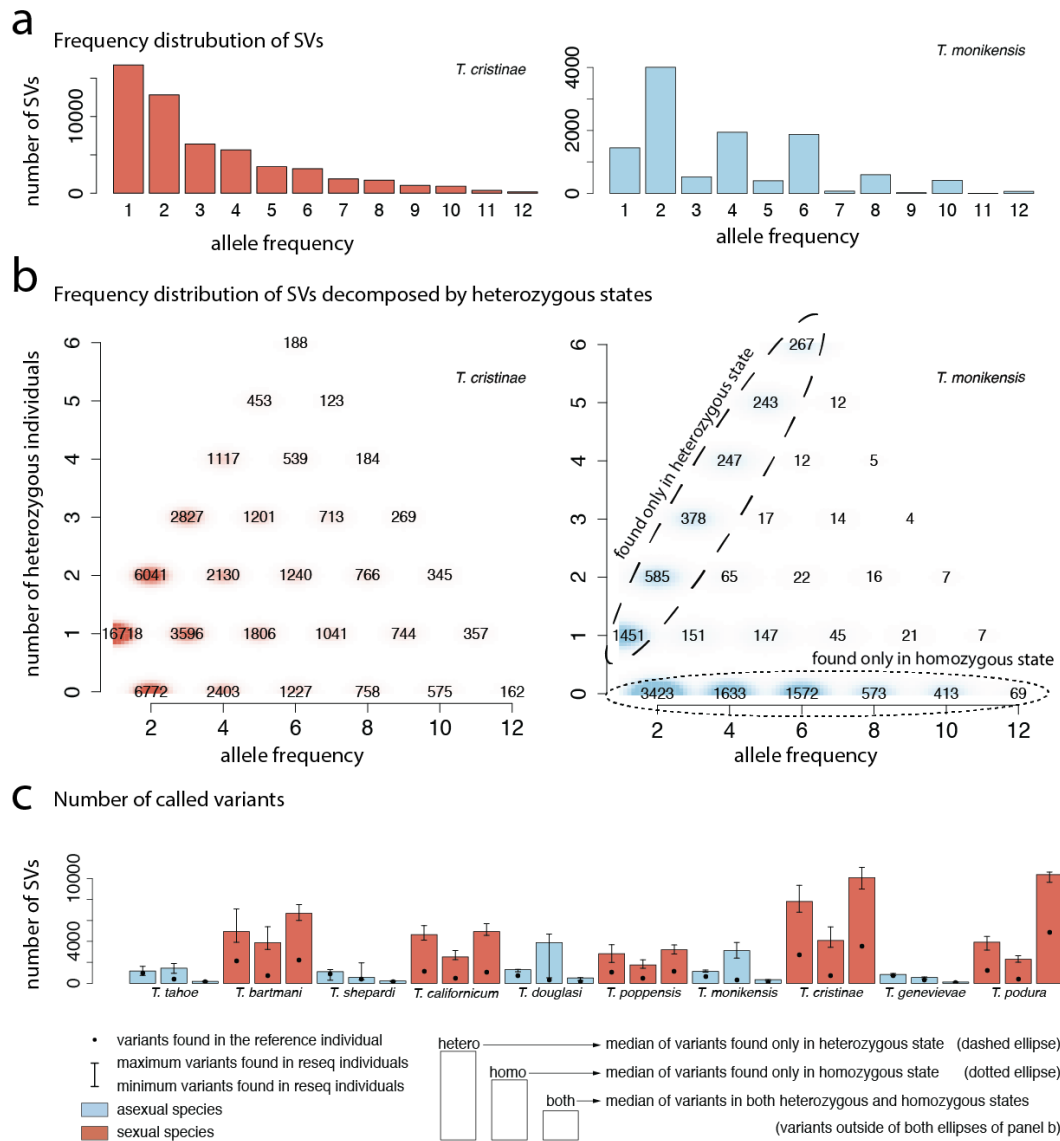 a
Frequency distrubution of SVs
T. cristinae
T. monikensis
number of SVs
10000
0
1 2 3 4 5 6 7 8 9 10 11 12
allele frequency
4000
2000
0
1 2 3 4 5 6 7 8 9 10 11 12
allele frequency
b
Frequency distribution of SVs decomposed by heterozygous states
number of heterozygous individuals
T. cristinae
6 188
5 453 123
4 1117 539 184
3 2827 1201 713 269
2 6041 2130 1240 766 345
1 16718 3596 1806 1041 744 357
0 6772 2403 1227 758 575 162
2 4 6 8 10 12
allele frequency
T. monikensis
found only in heterozygous state
6 267
5 243 12
4 247 12 5
3 378 17 14 4
2 585 65 22 16 7
1 1451 151 147 45 21 7
found only in homozygous state
0 3423 1633 1572 573 413 69
2 4 6 8 10 12
allele frequency
c
Number of called variants
number of SVs
10000
4000
0
T. tahoe T. bartmani T. shepardi T. californicum T. douglasi T. poppensis T. monikensis T. cristinae T. genevievae T. podura
variants found in the reference individual
maximum variants found in reseq individuals
minimum variants found in reseq individuals
asexual species
sexual species
hetero median of variants found only in heterozygous state (dashed ellipse)
homo median of variants found only in homozygous state (dotted ellipse)
both median of variants in both heterozygous and homozygous states
(variants outside of both ellipses of panel b)